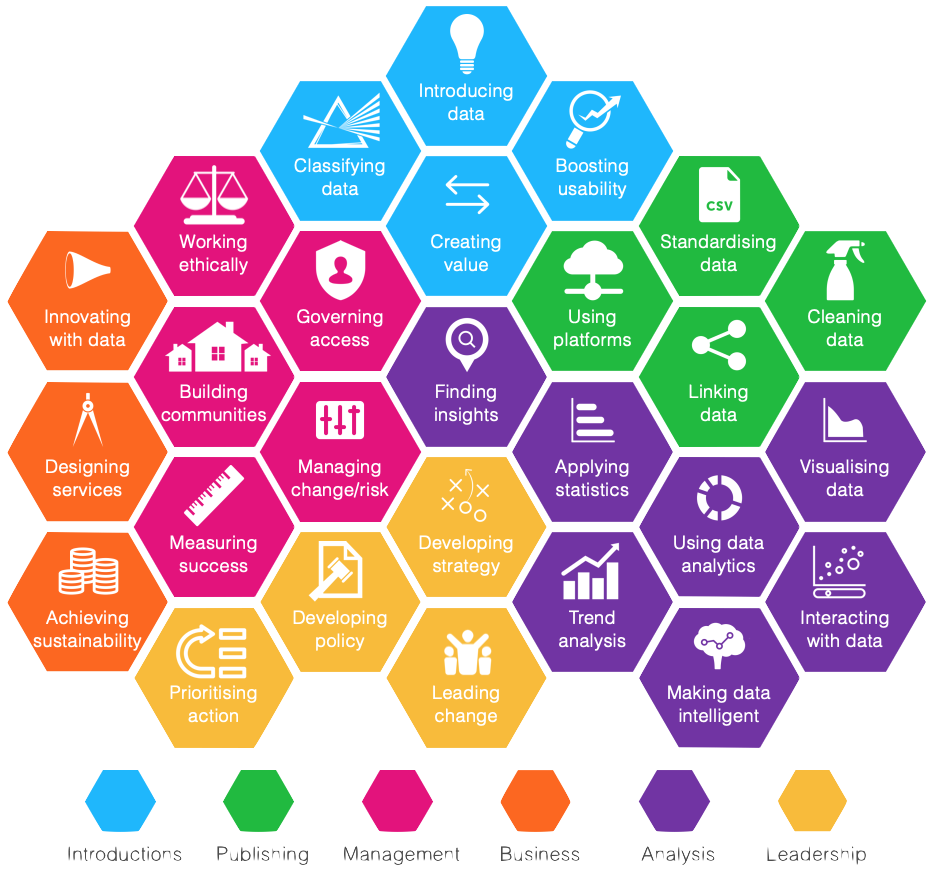 Introducing
data
Classifying
data
Boosting
usability
Working
ethically
Creating
value
CSV
Standardising
data
Innovating
with data
Governing
access
Using
platforms
Cleaning
data
Building
communities
Finding
insights
Linking
data
Designing
services
Managing
change/risk
Applying
statistics
Visualising
data
Measuring
success
Developing
strategy
Using data
analytics
Achieving
sustainability
Developing
policy
Trend
analysis
Interacting
with data
Prioritising
action
Leading
change
Making data
intelligent
Introductions
Publishing
Management
Business
Analysis
Leadership